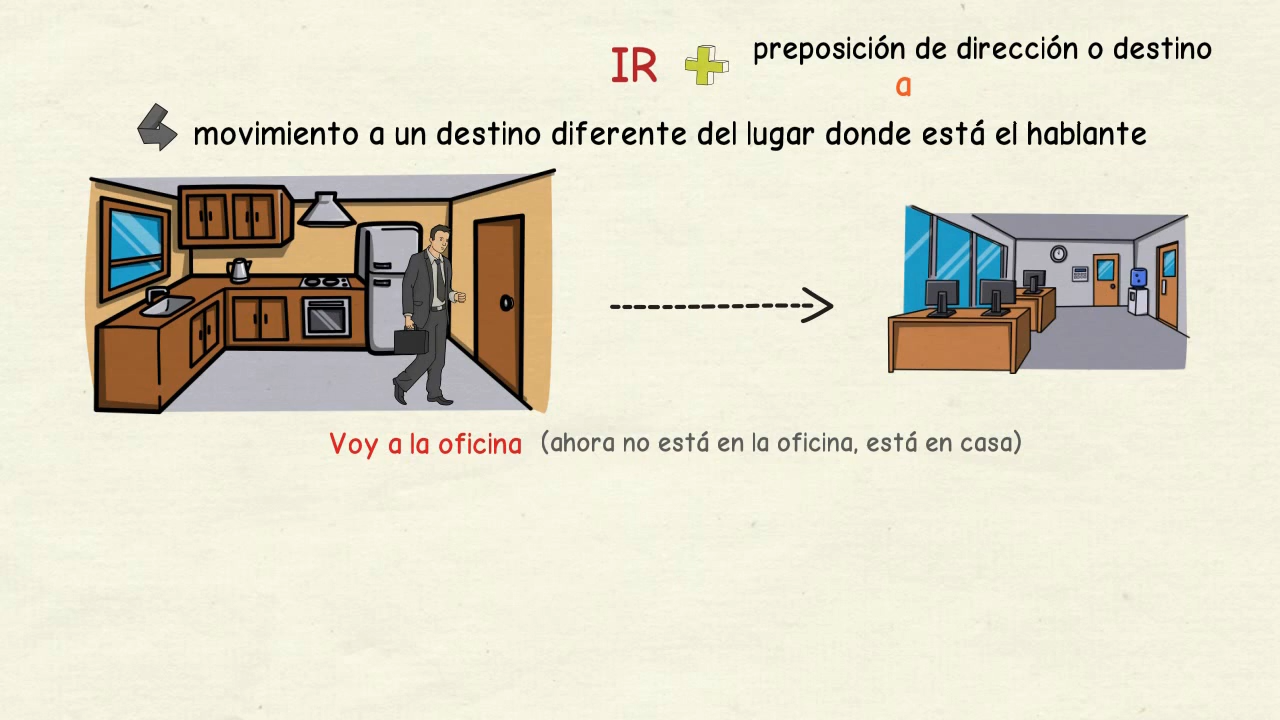 IR preposición de dirección o destino
a
movimiento a un destino diferente del lugar donde está el hablante
Voy a la oficina (ahora no está en la oficina, está en casa)